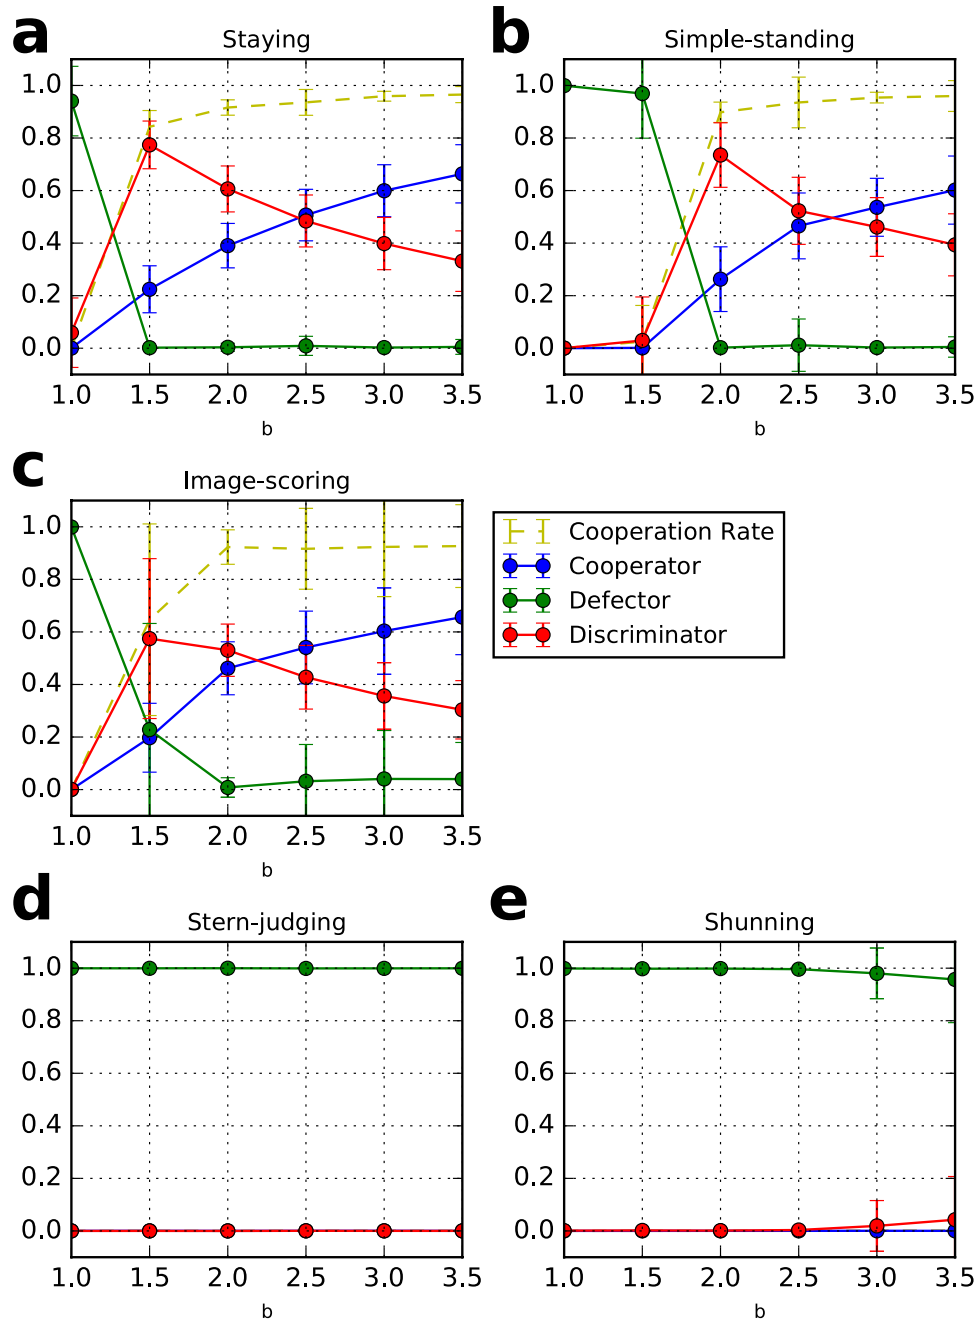 a
Staying
1.0
0.8
0.6
0.4
0.2
0.0
1.0 1.5 2.0 2.5 3.0 3.5
b
b
Simple-standing
1.0
0.8
0.6
0.4
0.2
0.0
1.0 1.5 2.0 2.5 3.0 3.5
b
c
Image-scoring
1.0
0.8
0.6
0.4
0.2
0.0
1.0 1.5 2.0 2.5 3.0 3.5
b
Cooperation Rate
Cooperator
Defector
Discriminator
d
Stern-judging
1.0
0.8
0.6
0.4
0.2
0.0
1.0 1.5 2.0 2.5 3.0 3.5
b
e
Shunning
1.0
0.8
0.6
0.4
0.2
0.0
1.0 1.5 2.0 2.5 3.0 3.5
b